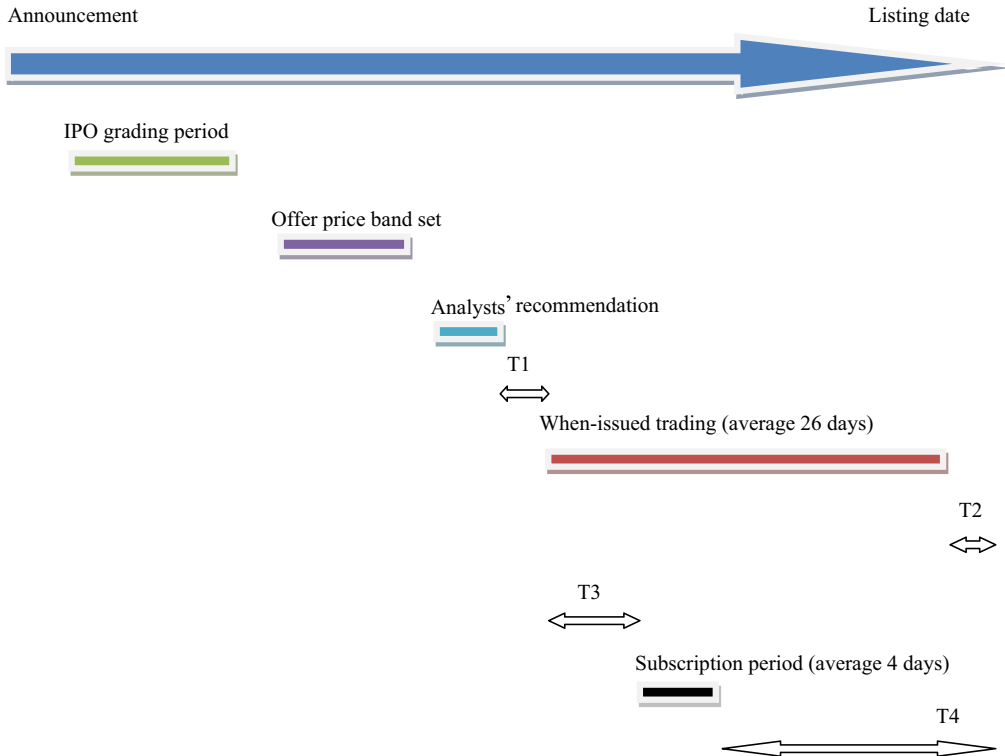 Announcement
Listing date
IPO grading period
Offer price band set
Analysts’ recommendation
T1
When-issued trading (average 26 days)
T2
T3
Subscription period (average 4 days)
T4